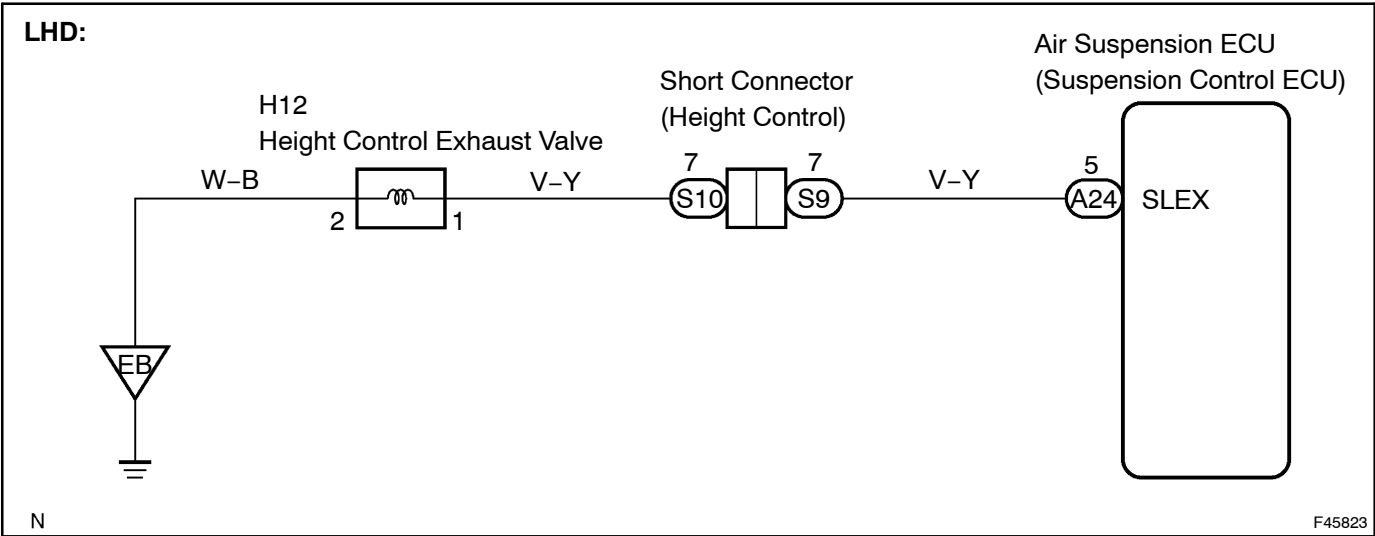 LHD:
Air Suspension ECU
(Suspension Control ECU)
Short Connector
(Height Control)
H12
Height Control Exhaust Valve
W–B
2
1
V–Y
7
S10
7
S9
V–Y
5
A24
SLEX
EB
N
F45823